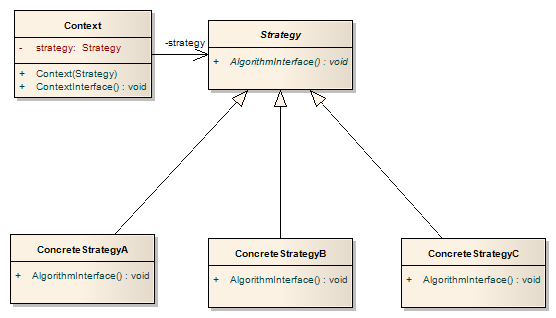 Context
- strategy: Strategy
+ Context(Strategy)
+ ContextInterface() : void
-strategy
Strategy
+ AlgorithmInterface() : void
ConcreteStrategyA
+ AlgorithmInterface() : void
ConcreteStrategyB
+ AlgorithmInterface() : void
ConcreteStrategyC
+ AlgorithmInterface() : void